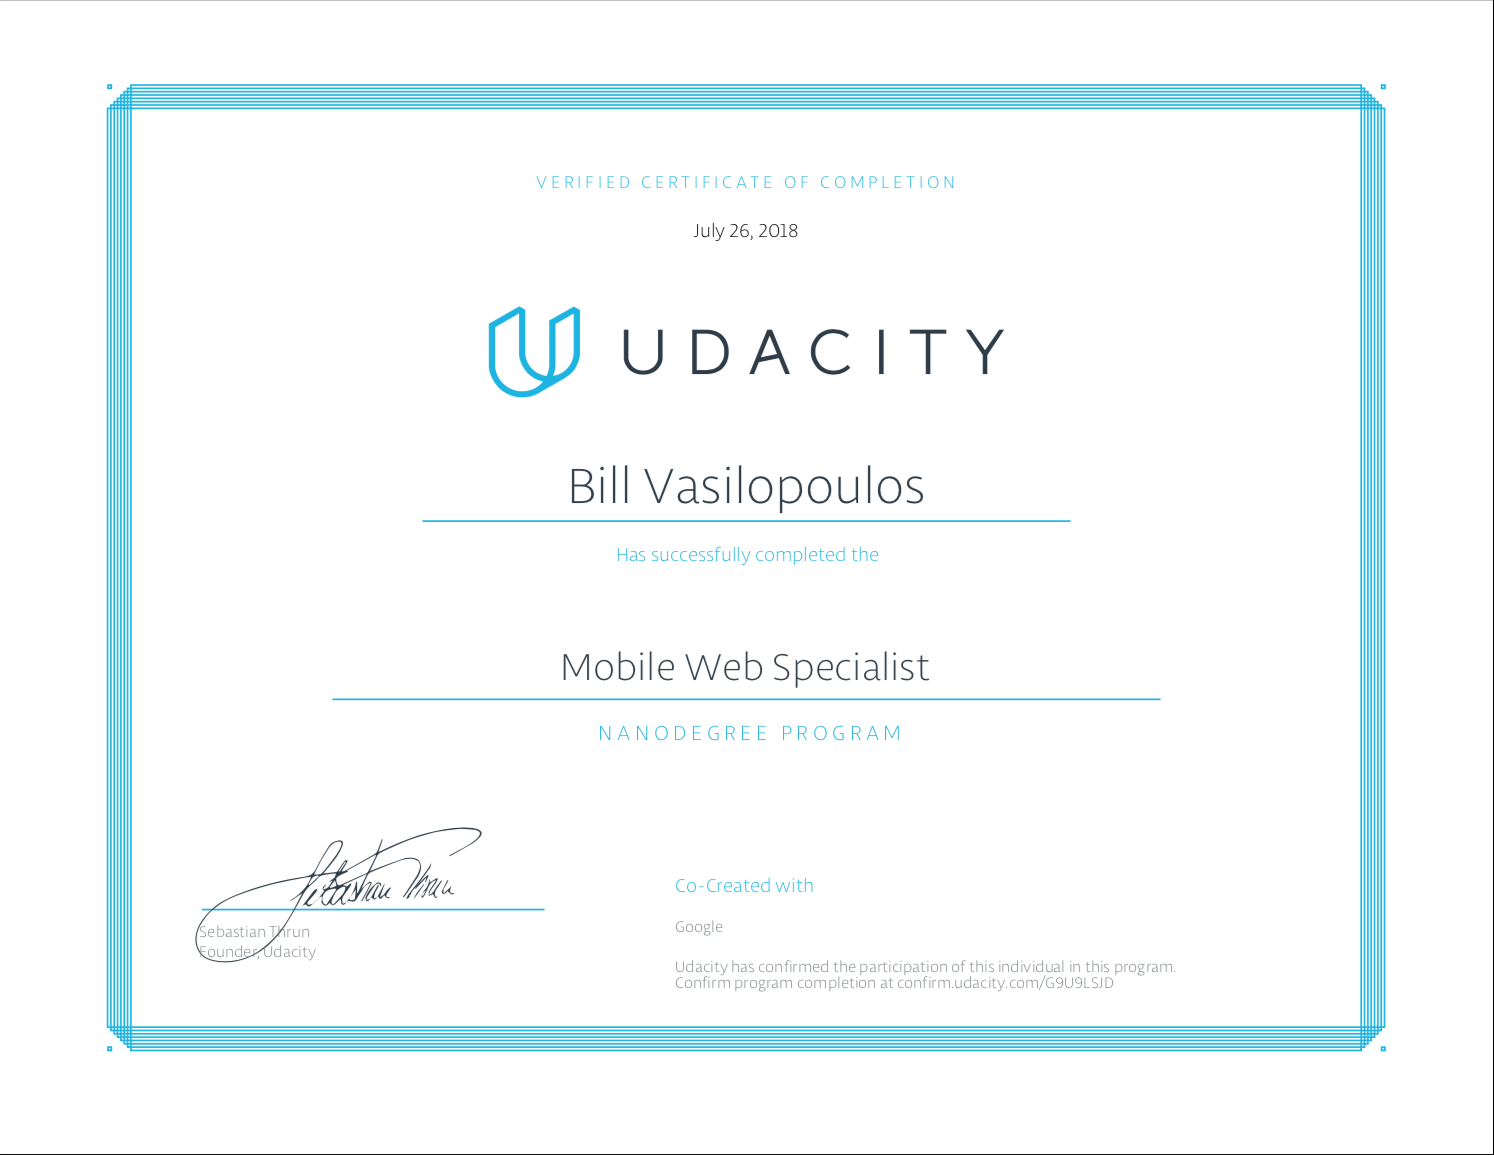 VERIFIED CERTIFICATE OF COMPLETION
July 26, 2018
UDACITY
Bill Vasilopoulos
Has successfully completed the
Mobile Web Specialist
NANODEGREE PROGRAM
Sebastian Thrun
Sebastian Thrun
Founder, Udacity
Co-Created with
Google
Udacity has confirmed the participation of this individual in this program.
Confirm program completion at confirm.udacity.com/G9U9LSJD